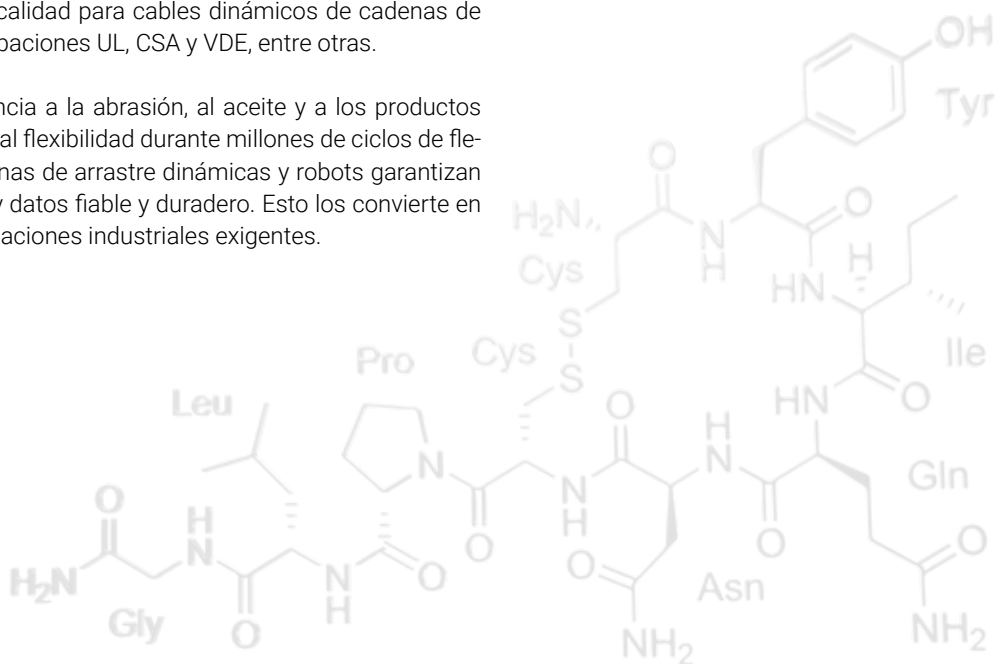 calidad para cables dinámicos de cadenas de
baciones UL, CSA y VDE, entre otras.
ncia a la abrasión, al aceite y a los productos
al flexibilidad durante millones de ciclos de fle-
nas de arrastre dinámicas y robots garantizan
y datos fiable y duradero. Esto los convierte en
aciones industriales exigentes.
OH
Tyr
O
O
H₂N
Cys
N
H
HN
H
S
Ile
Cys
S
Pro
Leu
O
HN
O
H
N
N
Gln
O
H
N
N
H
O
O
O
H₂N
N
H
O
Asn
Gly
O
NH₂
NH₂